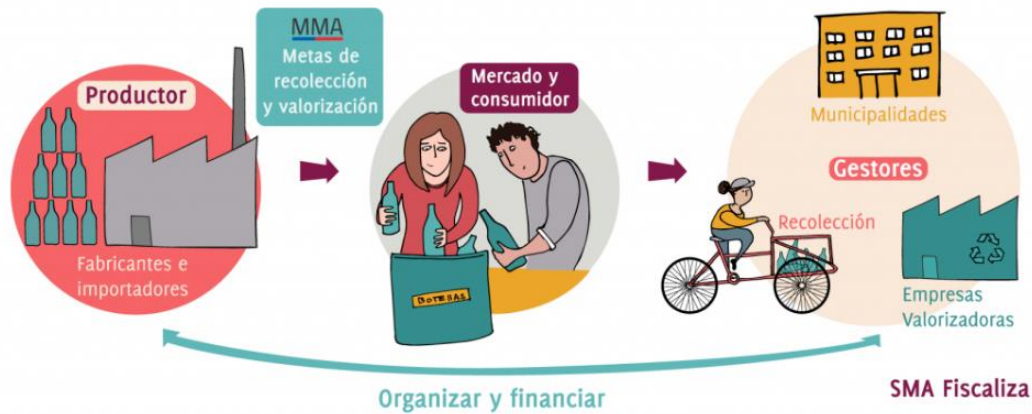 Productor
Fabricantes e
importadores
MMA
Metas de
recolección
y valorización
Mercado y
consumidor
BOTELLAS
Municipalidades
Gestores
Recolección
Empresas
Valorizadoras
Organizar y financiar
SMA Fiscaliza